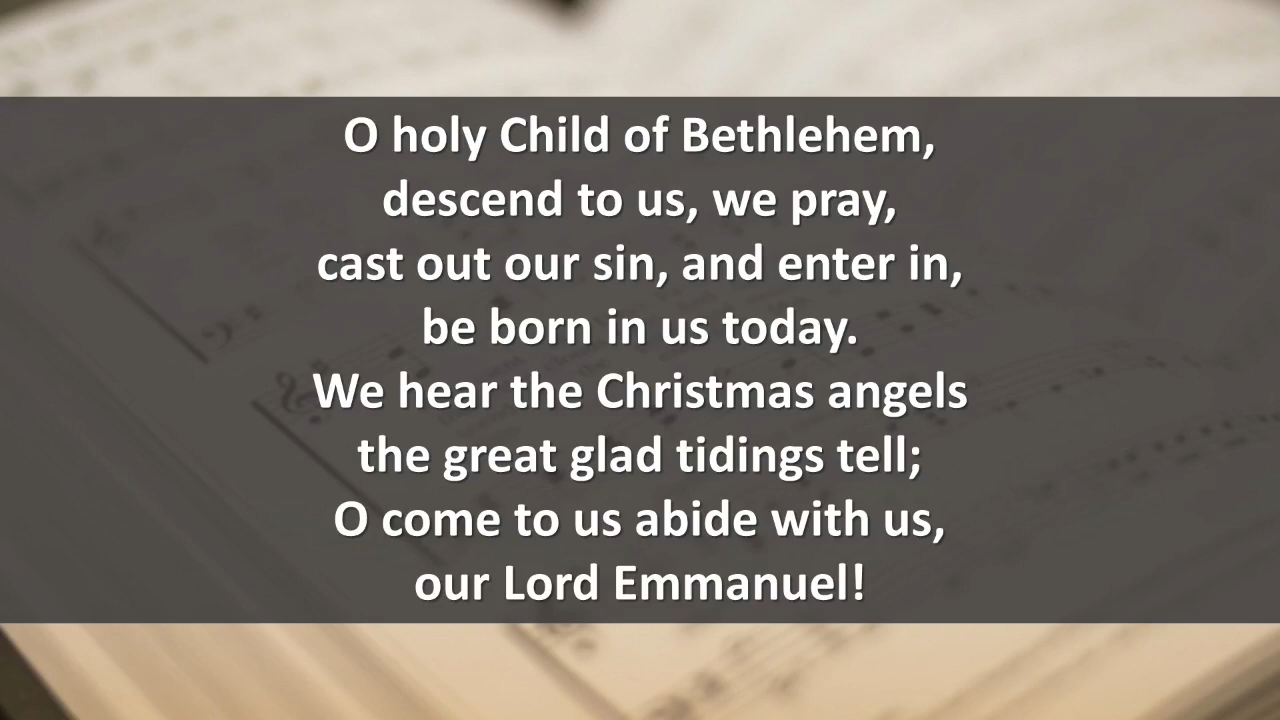 O holy Child of Bethlehem,
descend to us, we pray,
cast out our sin, and enter in,
be born in us today.
We hear the Christmas angels
the great glad tidings tell;
O come to us abide with us,
our Lord Emmanuel!